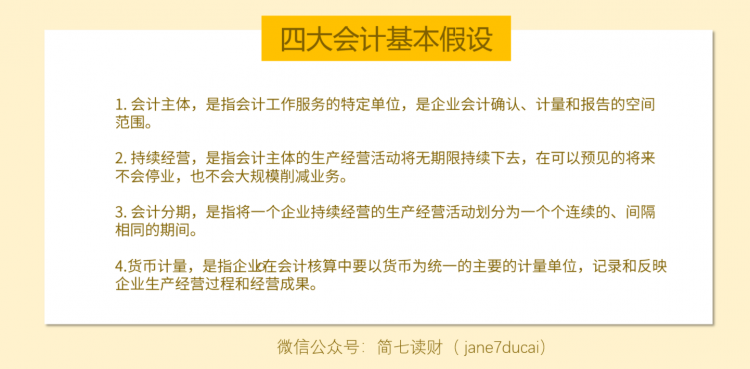 四大会计基本假设
1. 会计主体，是指会计工作服务的特定单位，是企业会计确认、计量和报告的空间
范围。
2. 持续经营，是指会计主体的生产经营活动将无期限持续下去，在可以预见的将来
不会停业，也不会大规模削减业务。
3. 会计分期，是指将一个企业持续经营的生产经营活动划分为一个个连续的、间隔
相同的期间。
4.货币计量，是指企业在会计核算中要以货币为统一的主要的计量单位，记录和反映
企业生产经营过程和经营成果。
微信公众号：简七读财（ jane7ducai）